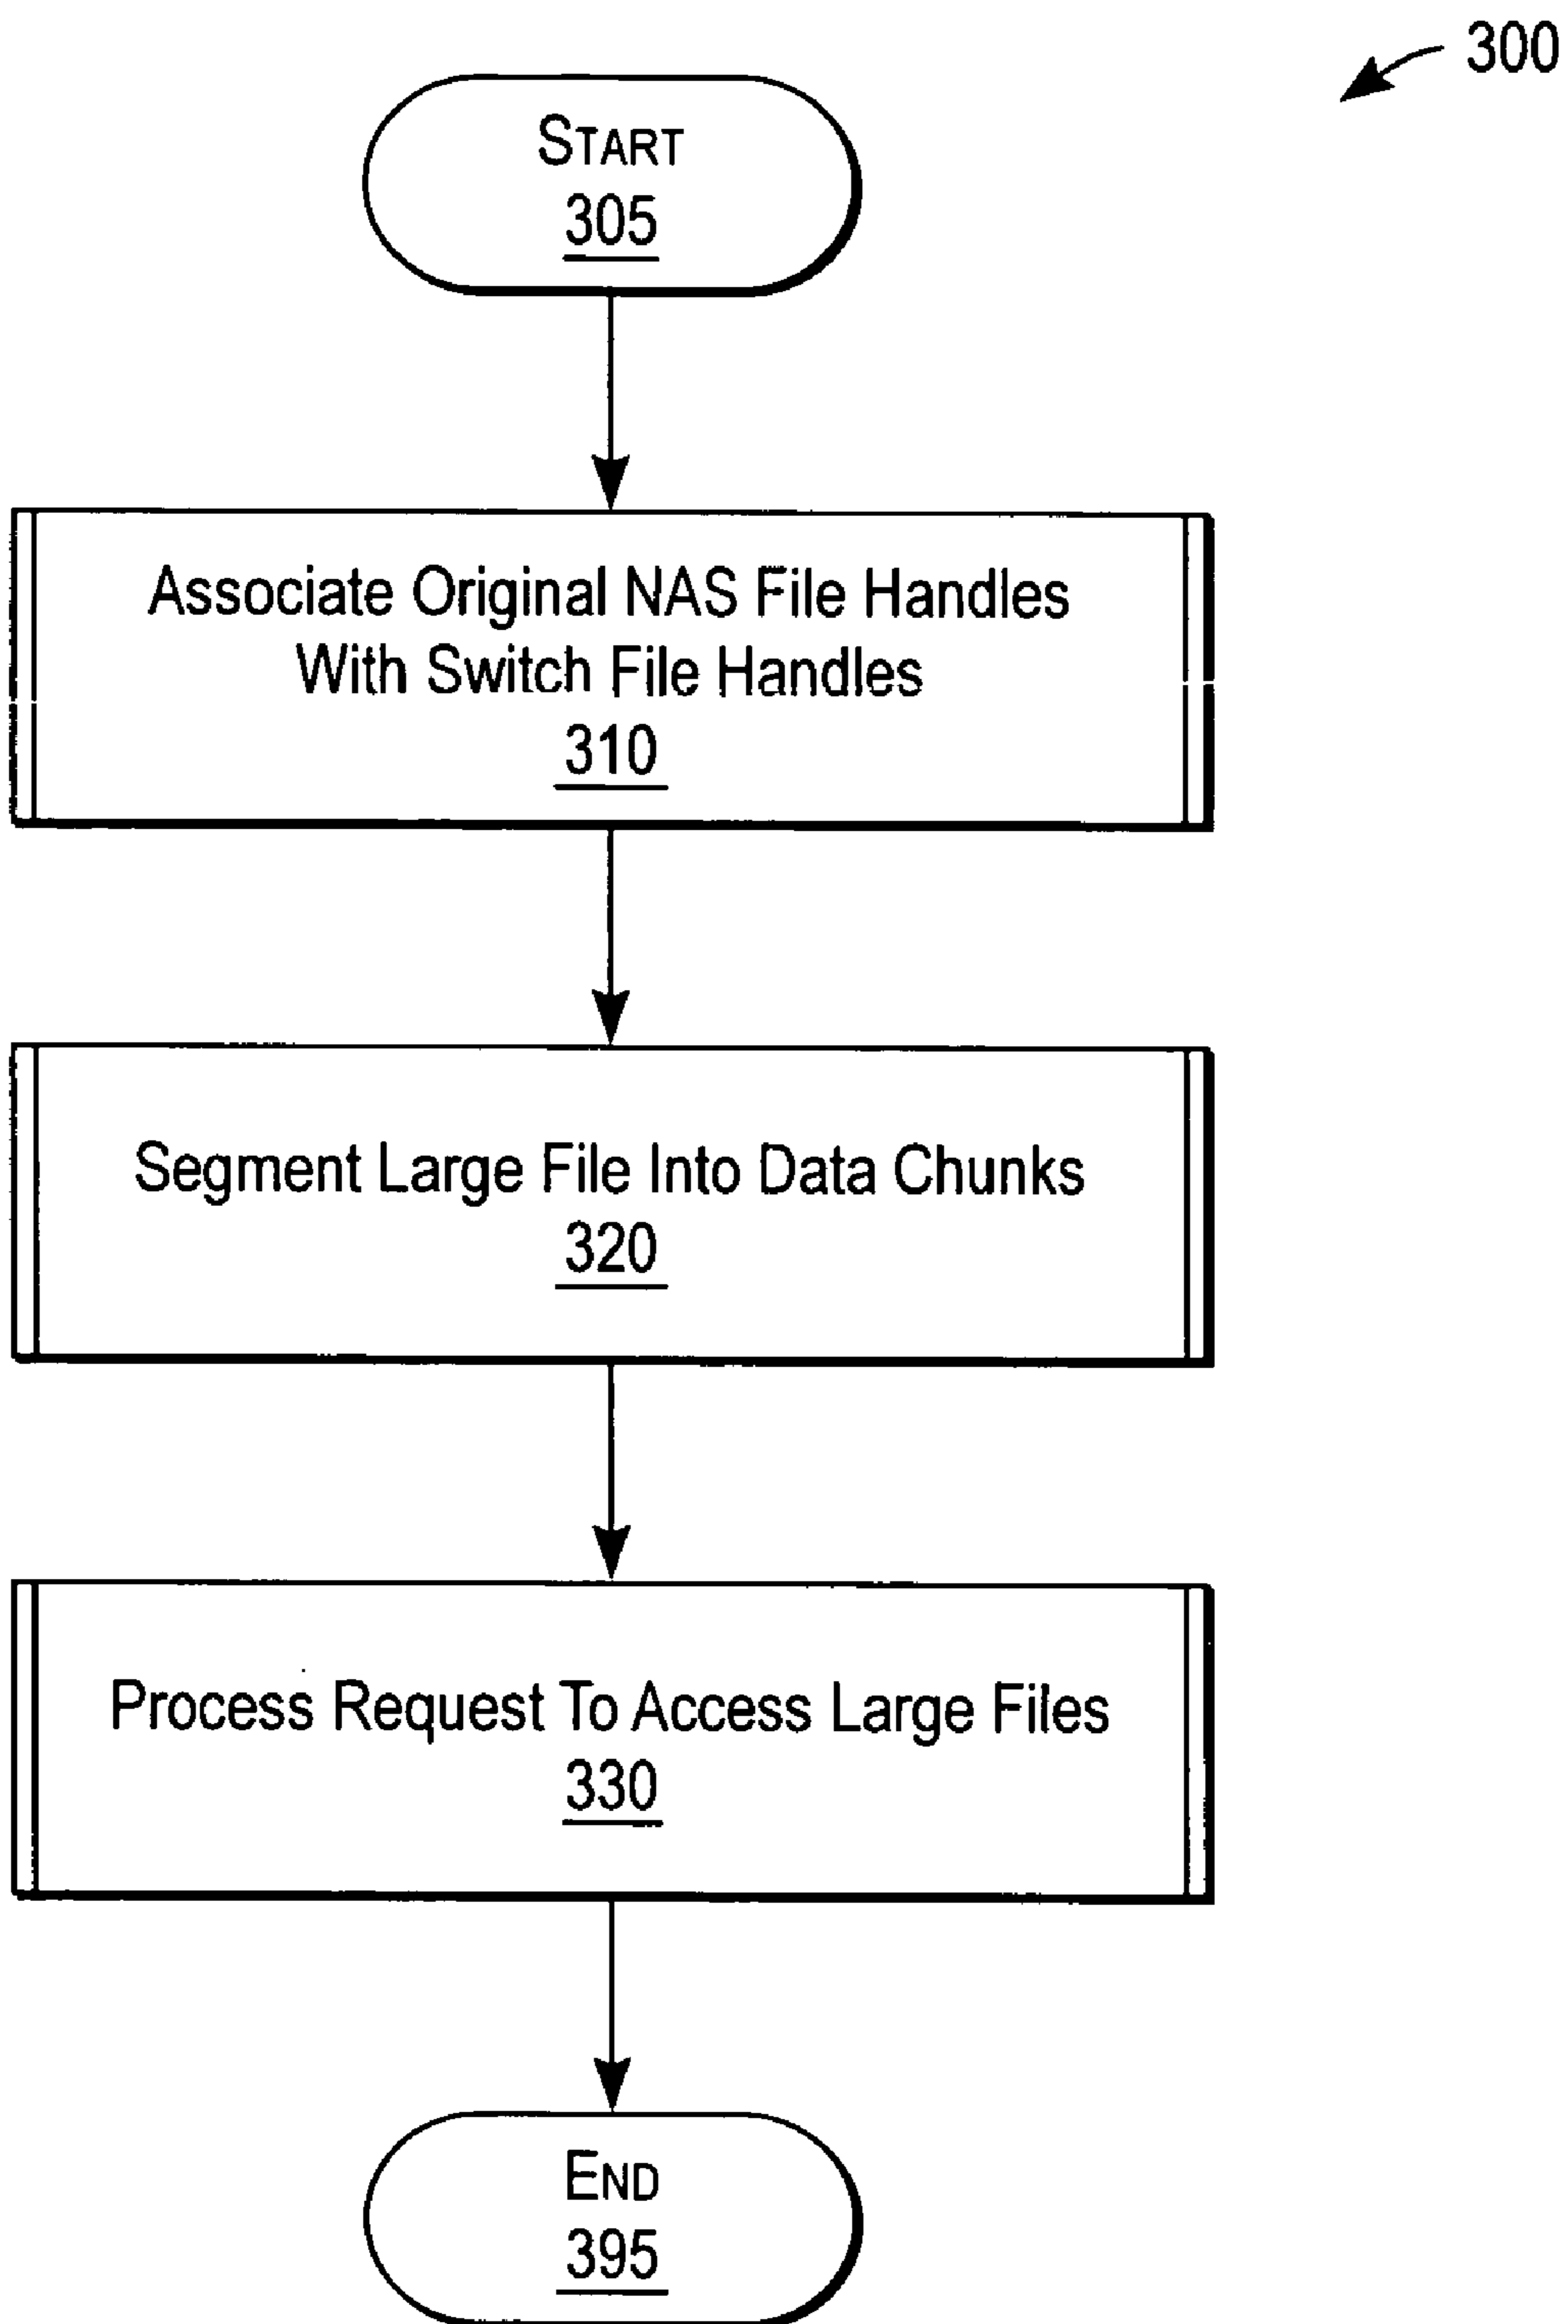 300
START
305
Associate Original NAS File Handles
With Switch File Handles
310
Segment Large File Into Data Chunks
320
Process Request To Access Large Files
330
END
395